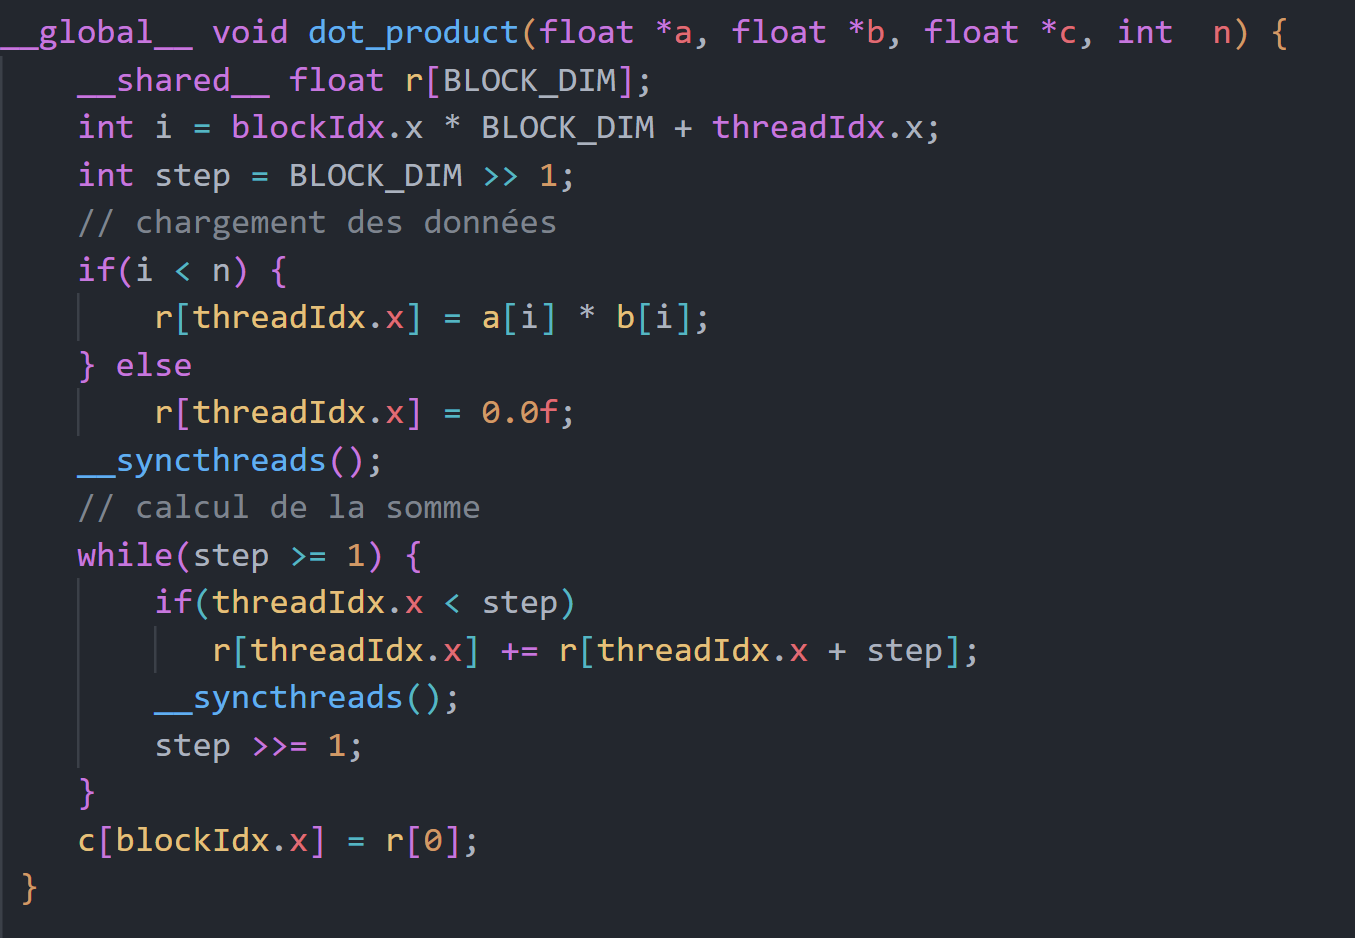 __global__ void dot_product(float *a, float *b, float *c, int  n) {
    __shared__ float r[BLOCK_DIM];
    int i = blockIdx.x * BLOCK_DIM + threadIdx.x;
    int step = BLOCK_DIM >> 1;
    // chargement des données
    if(i < n) {
        r[threadIdx.x] = a[i] * b[i];
    } else
        r[threadIdx.x] = 0.0f;
    __syncthreads();
    // calcul de la somme
    while(step >= 1) {
        if(threadIdx.x < step)
           r[threadIdx.x] += r[threadIdx.x + step];
        __syncthreads();
        step >>= 1;
    }
    c[blockIdx.x] = r[0];
 }